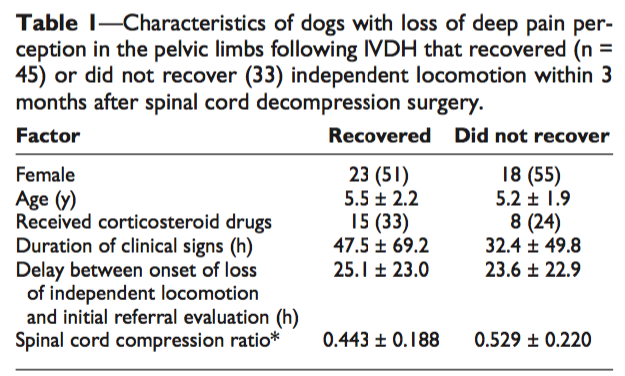 Table 1—Characteristics of dogs with loss of deep pain per-
ception in the pelvic limbs following IVDH that recovered (n =
45) or did not recover (33) independent locomotion within 3
months after spinal cord decompression surgery.
Factor Recovered Did not recover
Female 23 (51) 18 (55)
Age (y) 5.5 ± 2.2 5.2 ± 1.9
Received corticosteroid drugs 15 (33) 8 (24)
Duration of clinical signs (h) 47.5 ± 69.2 32.4 ± 49.8
Delay between onset of loss 25.1 ± 23.0 23.6 ± 22.9
of independent locomotion
and initial referral evaluation (h)
Spinal cord compression ratio* 0.443 ± 0.188 0.529 ± 0.220